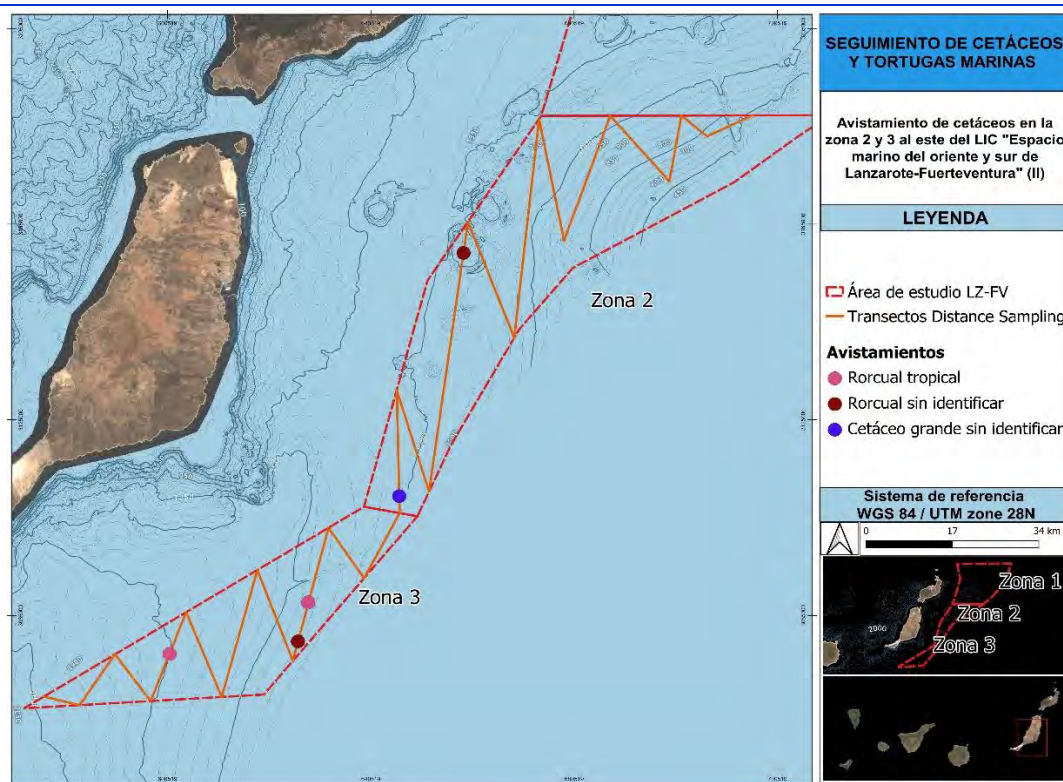 SEGUIMIENTO DE CETÁCEOS
Y TORTUGAS MARINAS
Avistamiento de cetáceos en la
zona 2 y 3 al este del LIC "Espacio
marino del oriente y sur de
Lanzarote-Fuerteventura" (II)
LEYENDA
Área de estudio LZ-FV
Transectos Distance Sampling
Avistamientos
Rorcual tropical
Rorcual sin identificar
Cetáceo grande sin identificar
Sistema de referencia
WGS 84 / UTM zone 28N
0 17 34 km
Zona 1
Zona 2
Zona 3
2000
Zona 2
Zona 3